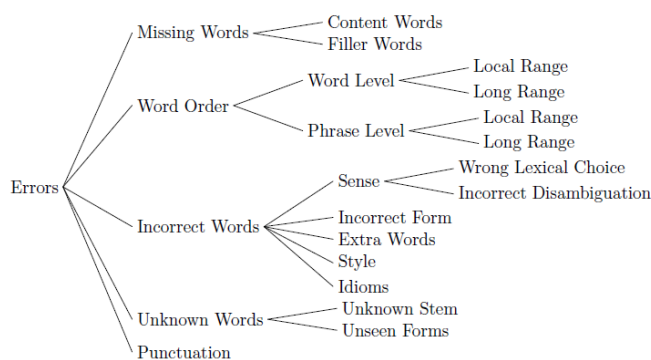 Errors
Missing Words
Content Words
Filler Words
Word Order
Word Level
Local Range
Long Range
Phrase Level
Local Range
Long Range
Incorrect Words
Sense
Wrong Lexical Choice
Incorrect Disambiguation
Incorrect Form
Extra Words
Style
Idioms
Unknown Words
Unknown Stem
Unseen Forms
Punctuation